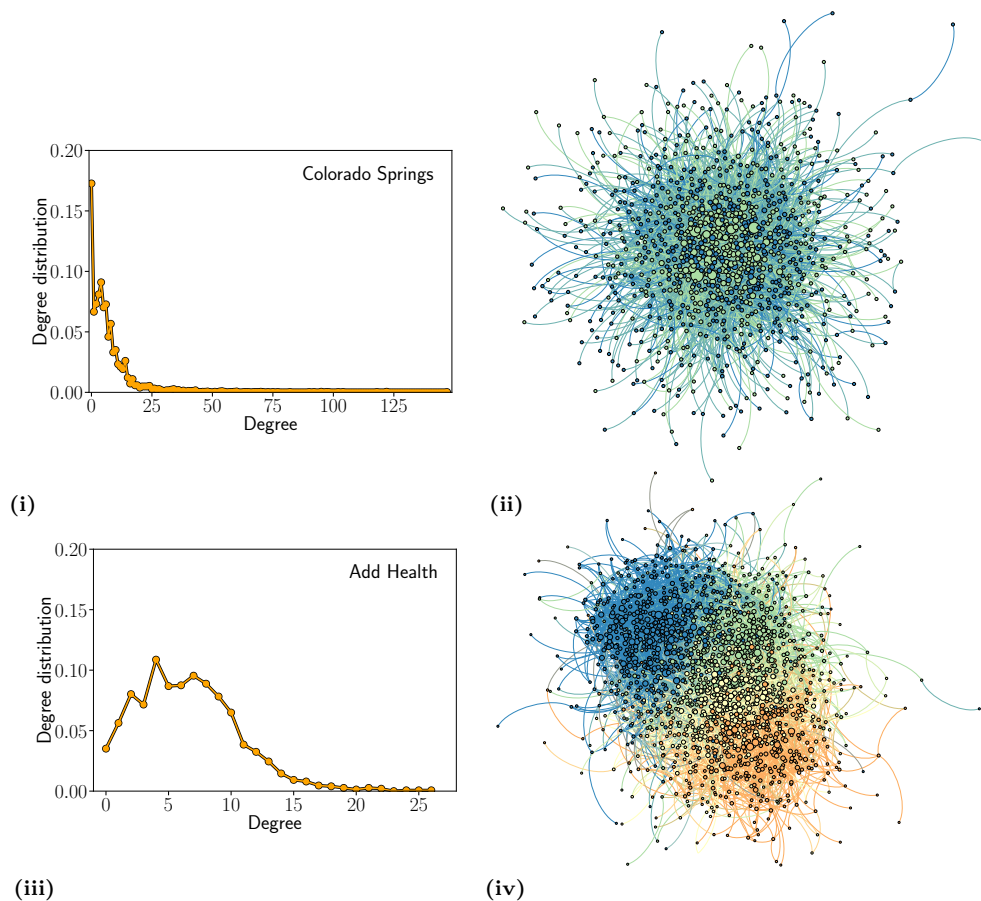 0.20
Colorado Springs
0.15
0.10
0.05
0.00
Degree distribution
0 25 50 75 100 125
Degree
(i) (ii)
0.20
Add Health
0.15
0.10
0.05
0.00
Degree distribution
0 5 10 15 20 25
Degree
(iii) (iv)